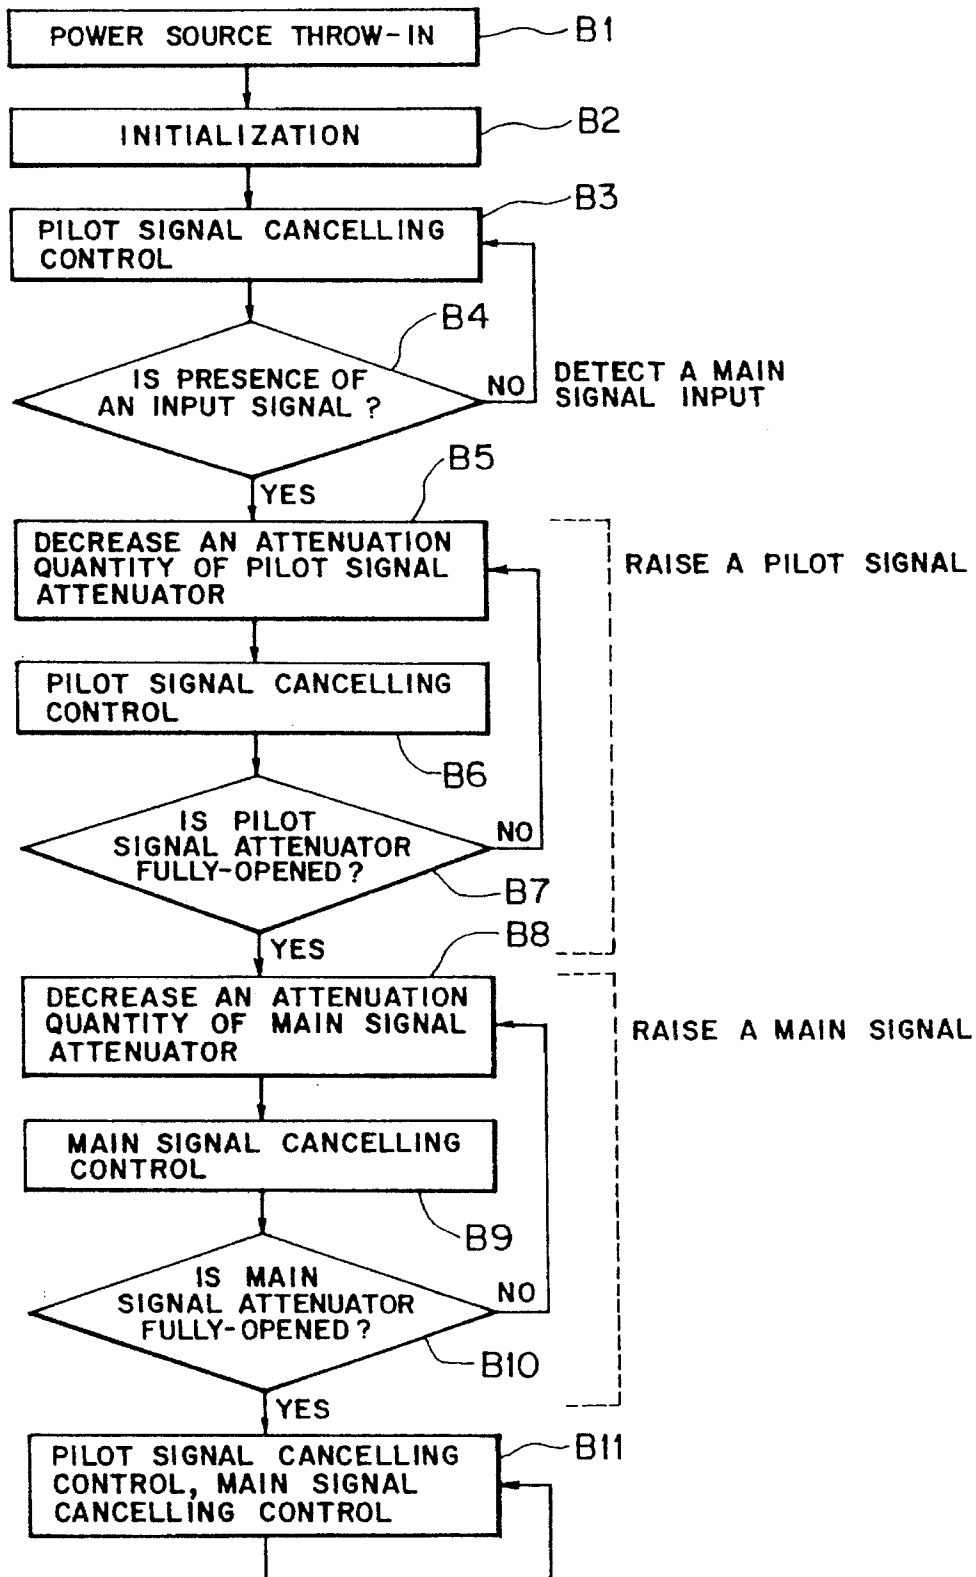 POWER SOURCE THROW-IN
B1
INITIALIZATION
B2
B3
PILOT SIGNAL CANCELLING
CONTROL
B4
IS PRESENCE OF
AN INPUT SIGNAL ?
NO
DETECT A MAIN
SIGNAL INPUT
YES
B5
DECREASE AN ATTENUATION
QUANTITY OF PILOT SIGNAL
ATTENUATOR
RAISE A PILOT SIGNAL
PILOT SIGNAL CANCELLING
CONTROL
B6
IS PILOT
SIGNAL ATTENUATOR
FULLY-OPENED ?
NO
B7
YES
B8
DECREASE AN ATTENUATION
QUANTITY OF MAIN SIGNAL
ATTENUATOR
RAISE A MAIN SIGNAL
MAIN SIGNAL CANCELLING
CONTROL
B9
IS MAIN
SIGNAL ATTENUATOR
FULLY-OPENED ?
NO
B10
YES
B11
PILOT SIGNAL CANCELLING
CONTROL, MAIN SIGNAL
CANCELLING CONTROL